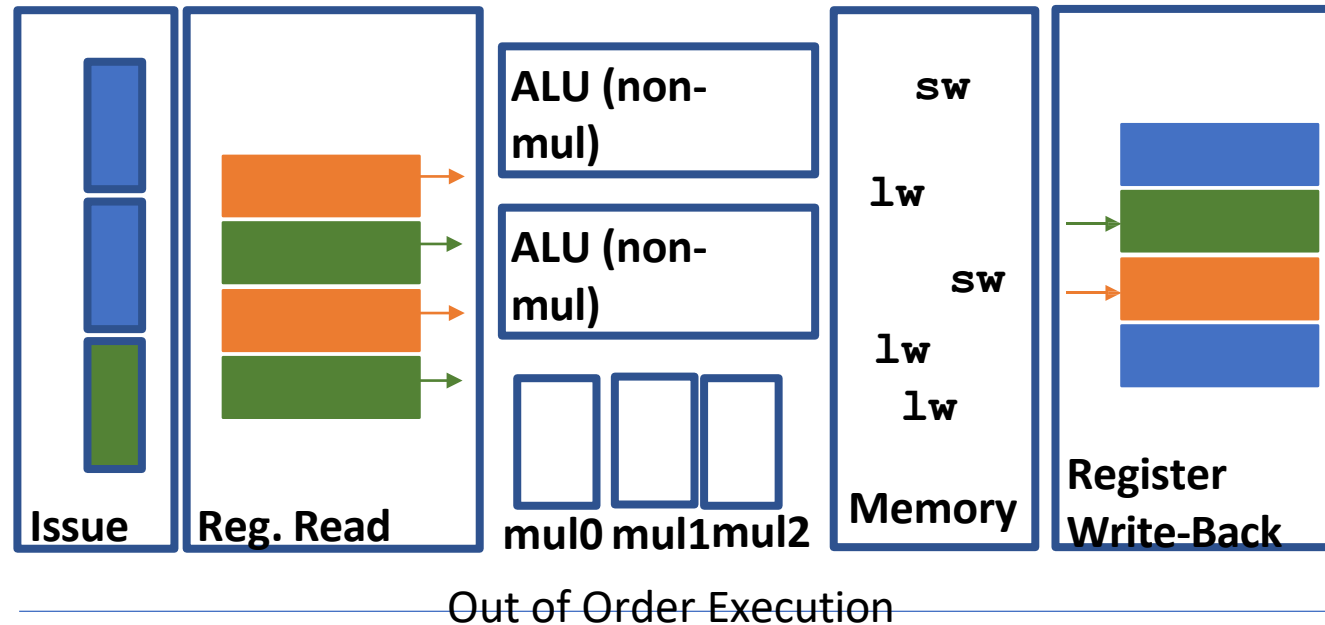 ALU (non-
mul)
ALU (non-
mul)
sw
lw
sw
lw
lw
Issue
Reg. Read
mul0
mul1
mul2
Memory
Register
Write-Back
Out of Order Execution